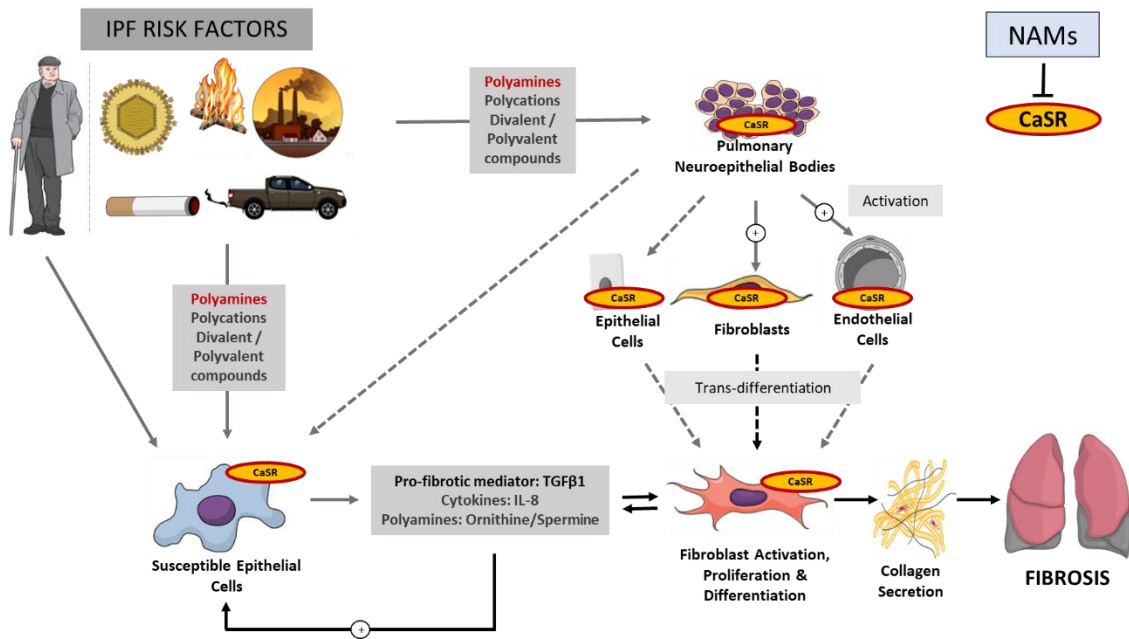 IPF RISK FACTORS
NAMs
CaSR
Polyamines
Polycations
Divalent /
Polyvalent
compounds
CaSR
Pulmonary
Neuroepithelial Bodies
Activation
+
+
CaSR
Epithelial
Cells
CaSR
Fibroblasts
CaSR
Endothelial
Cells
Polyamines
Polycations
Divalent /
Polyvalent
compounds
Trans-differentiation
CaSR
Susceptible Epithelial
Cells
Pro-fibrotic mediator: TGFβ1
Cytokines: IL-8
Polyamines: Ornithine/Spermine
CaSR
Fibroblast Activation,
Proliferation &
Differentiation
Collagen
Secretion
FIBROSIS
+